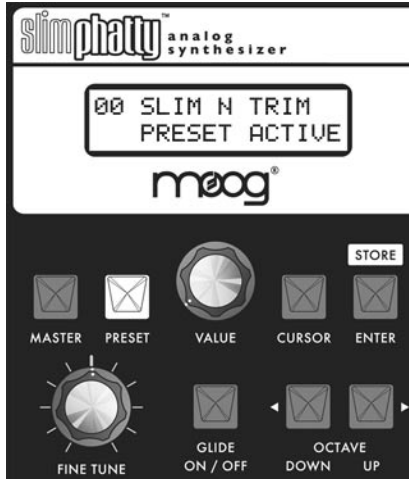 slimphatty™ analog
synthesizer
00 SLIM N TRIM
PRESET ACTIVE
moog®
STORE
MASTER PRESET VALUE CURSOR ENTER
FINE TUNE
GLIDE
ON / OFF
OCTAVE
DOWN UP